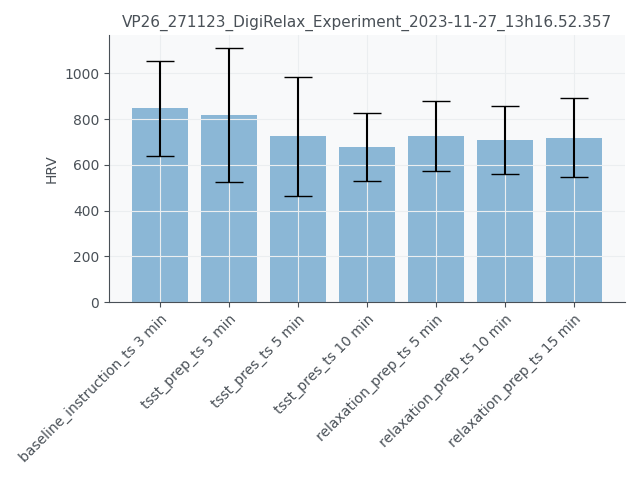 VP26_271123_DigiRelax_Experiment_2023-11-27_13h16.52.357
HRV
1000
800
600
400
200
0
baseline_instruction_ts 3 min
tsst_prep_ts 5 min
tsst_pres_ts 5 min
tsst_pres_ts 10 min
relaxation_prep_ts 5 min
relaxation_prep_ts 10 min
relaxation_prep_ts 15 min